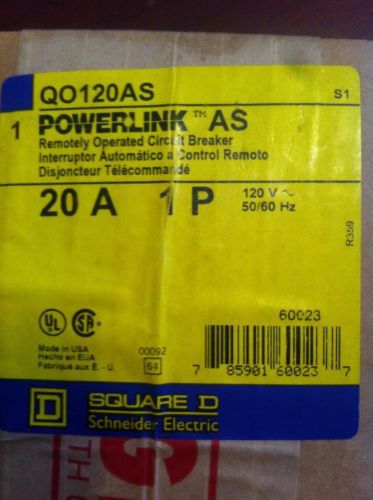 QO120AS
S1
1 POWERLINK™ AS
Remotely Operated Circuit Breaker
Interruptor Automático a Control Remoto
Disjoncteur Télécommandé
20 A 1 P 120 V ~
50/60 Hz
R359
60023
UL
SA
Made in USA
Hecho en EUA
Fabriqué aux E. - U.
00092
64
7 85901 60023 7
D SQUARE D
Schneider Electric